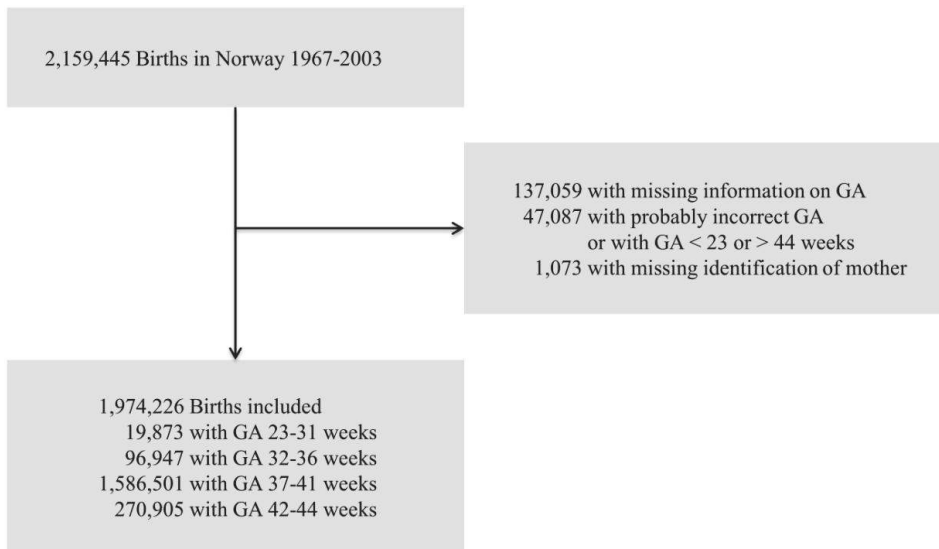 2,159,445 Births in Norway 1967-2003
137,059 with missing information on GA
47,087 with probably incorrect GA
or with GA < 23 or > 44 weeks
1,073 with missing identification of mother
1,974,226 Births included
19,873 with GA 23-31 weeks
96,947 with GA 32-36 weeks
1,586,501 with GA 37-41 weeks
270,905 with GA 42-44 weeks